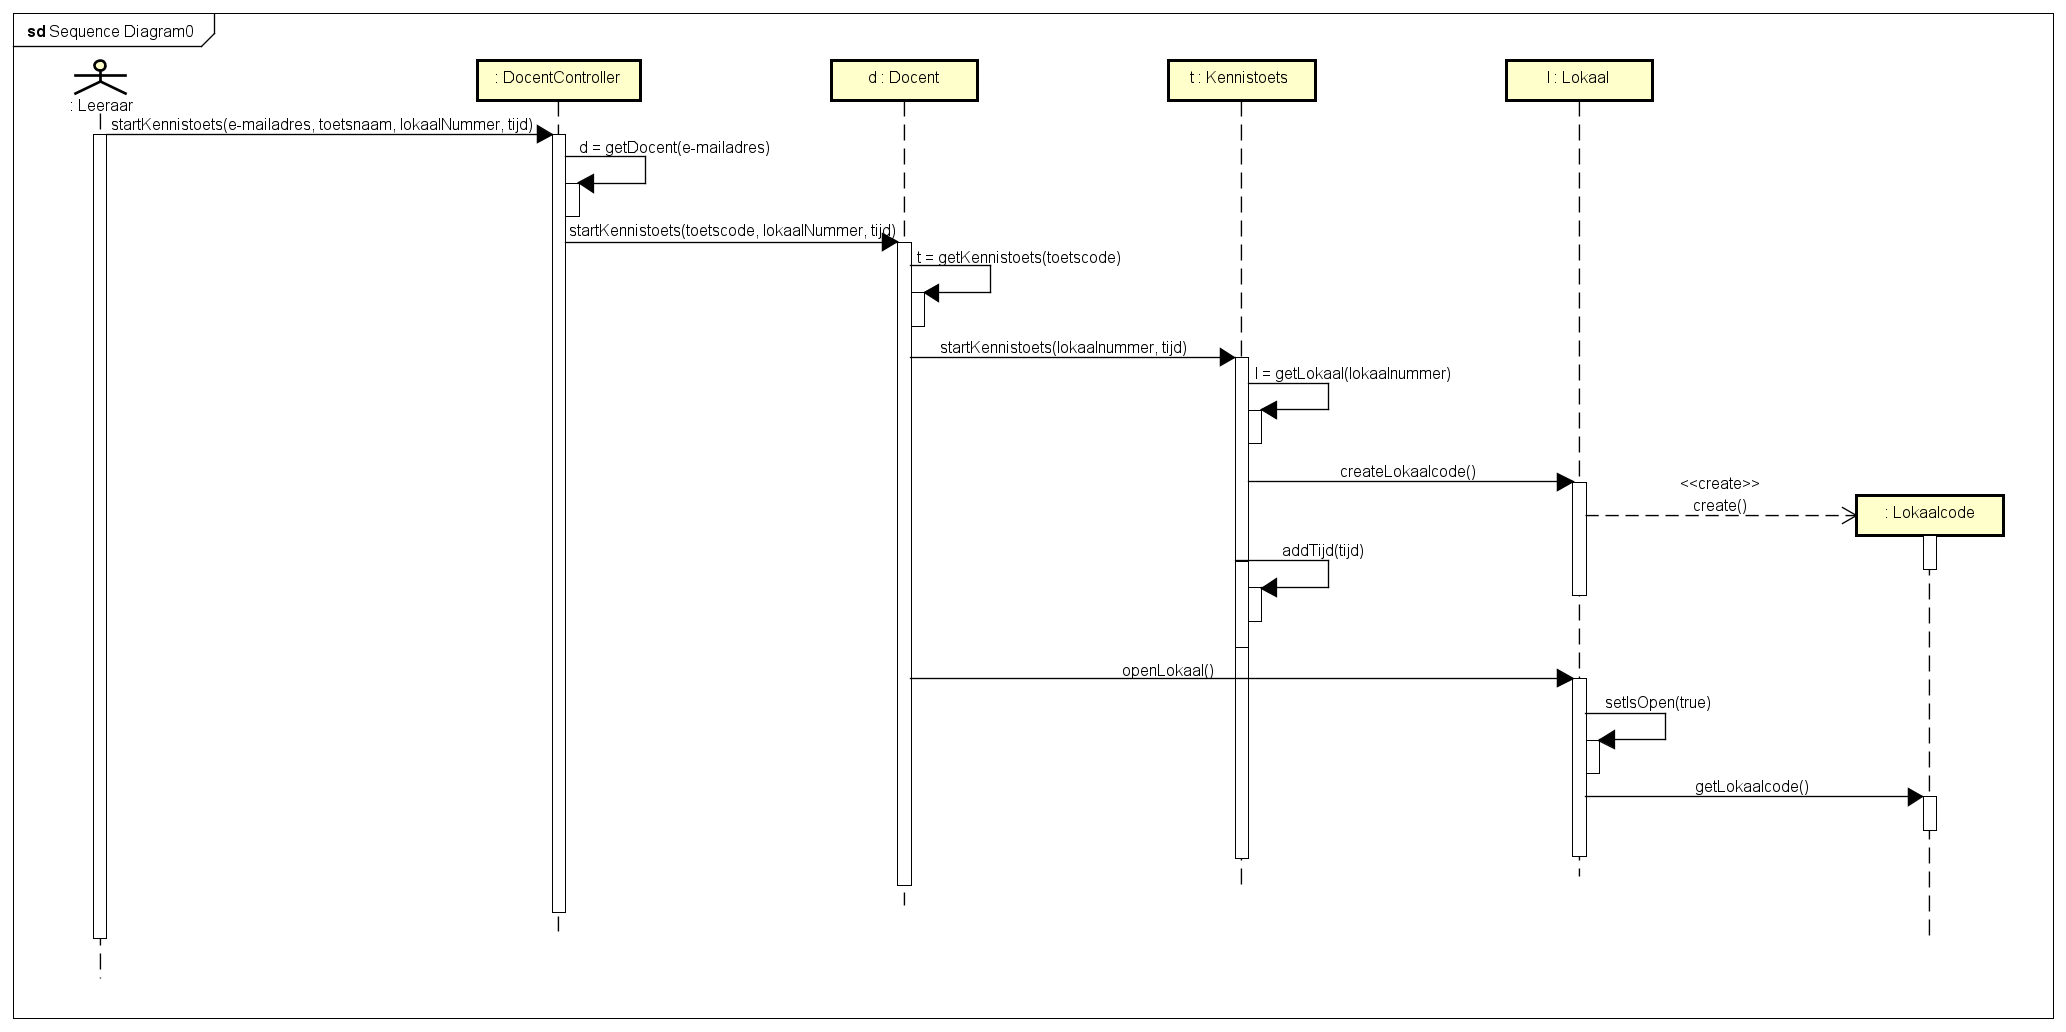 sd Sequence Diagram0
: Leeraar
: DocentController
d : Docent
t : Kennistoets
l : Lokaal
startKennistoets(e-mailadres, toetsnaam, lokaalNummer, tijd)
d = getDocent(e-mailadres)
startKennistoets(toetscode, lokaalNummer, tijd)
t = getKennistoets(toetscode)
startKennistoets(lokaalnummer, tijd)
l = getLokaal(lokaalnummer)
createLokaalcode()
<<create>>
create()
: Lokaalcode
addTijd(tijd)
openLokaal()
setIsOpen(true)
getLokaalcode()